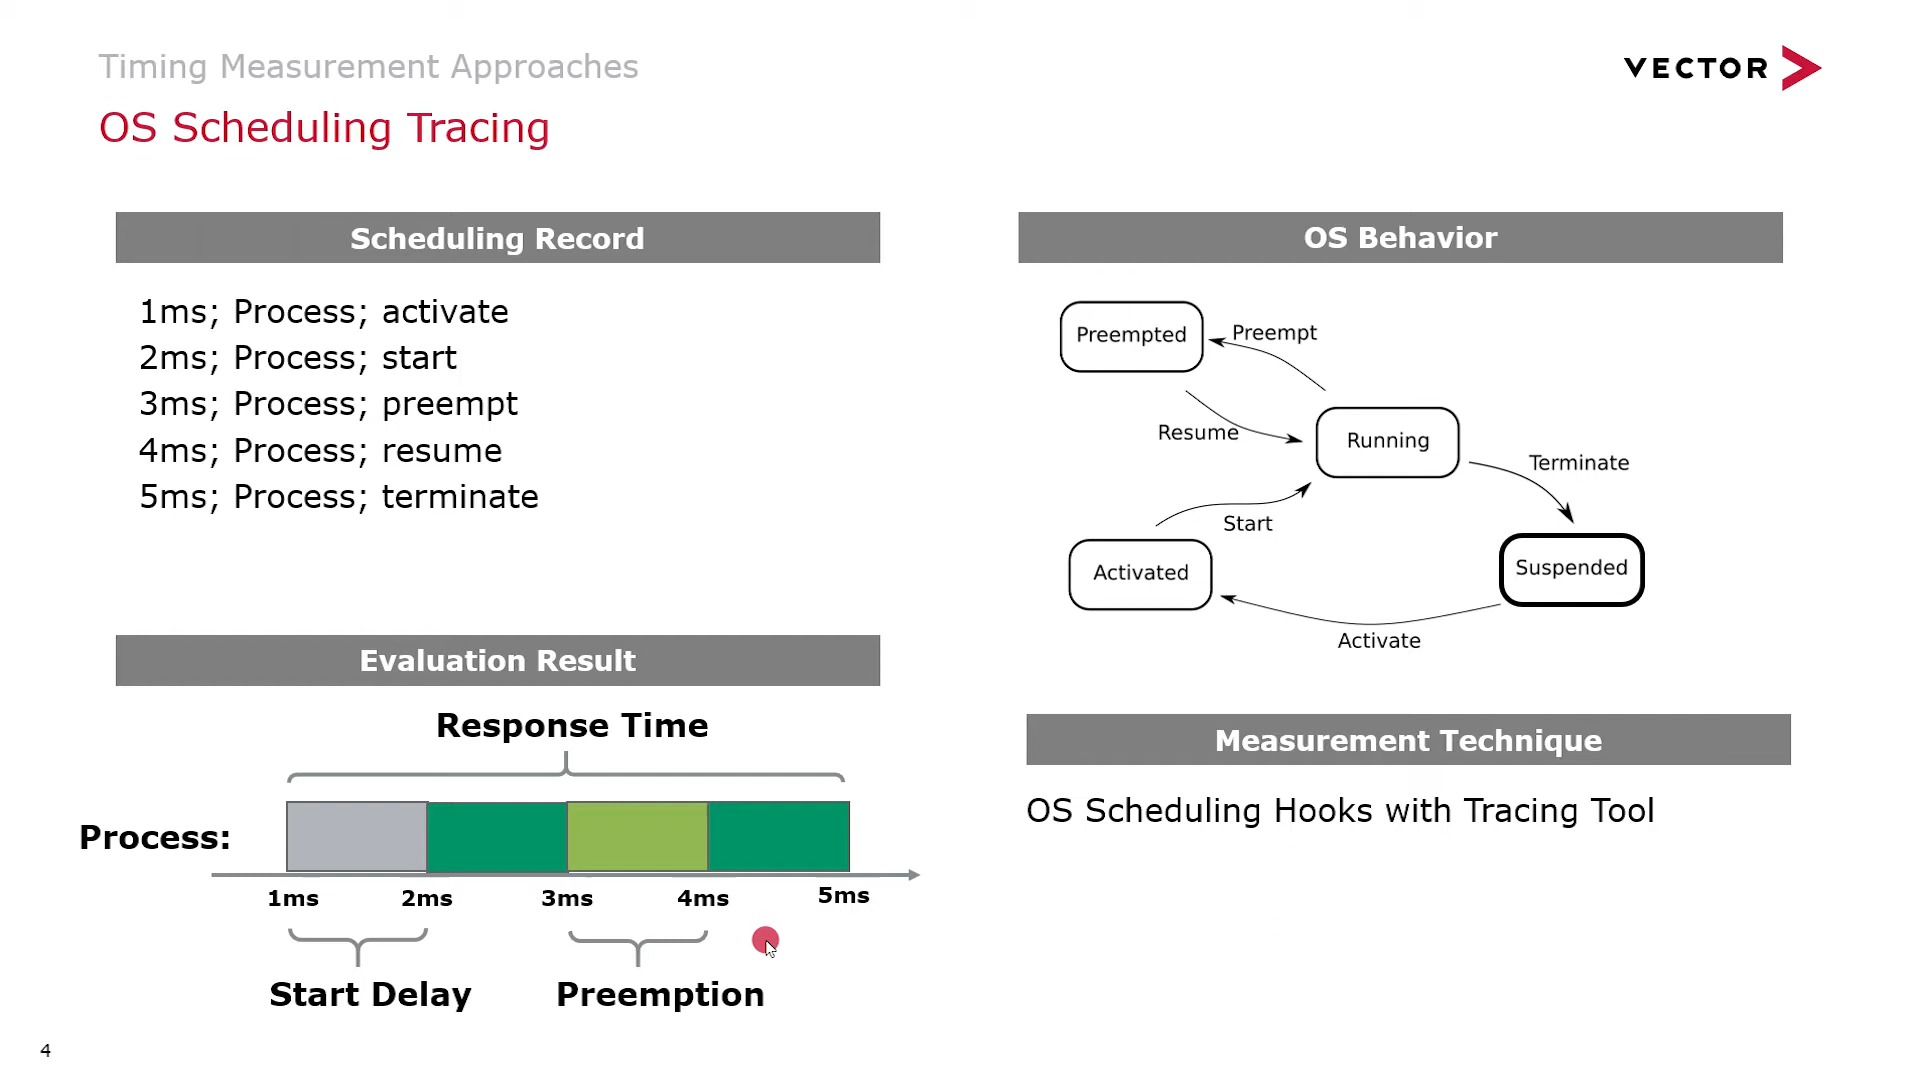 Timing Measurement Approaches
OS Scheduling Tracing
VECTOR
Scheduling Record
1ms; Process; activate
2ms; Process; start
3ms; Process; preempt
4ms; Process; resume
5ms; Process; terminate
OS Behavior
Preempted
Preempt
Resume
Running
Terminate
Start
Activated
Suspended
Activate
Evaluation Result
Response Time
Process:
1ms 2ms 3ms 4ms 5ms
Start Delay
Preemption
Measurement Technique
OS Scheduling Hooks with Tracing Tool
4